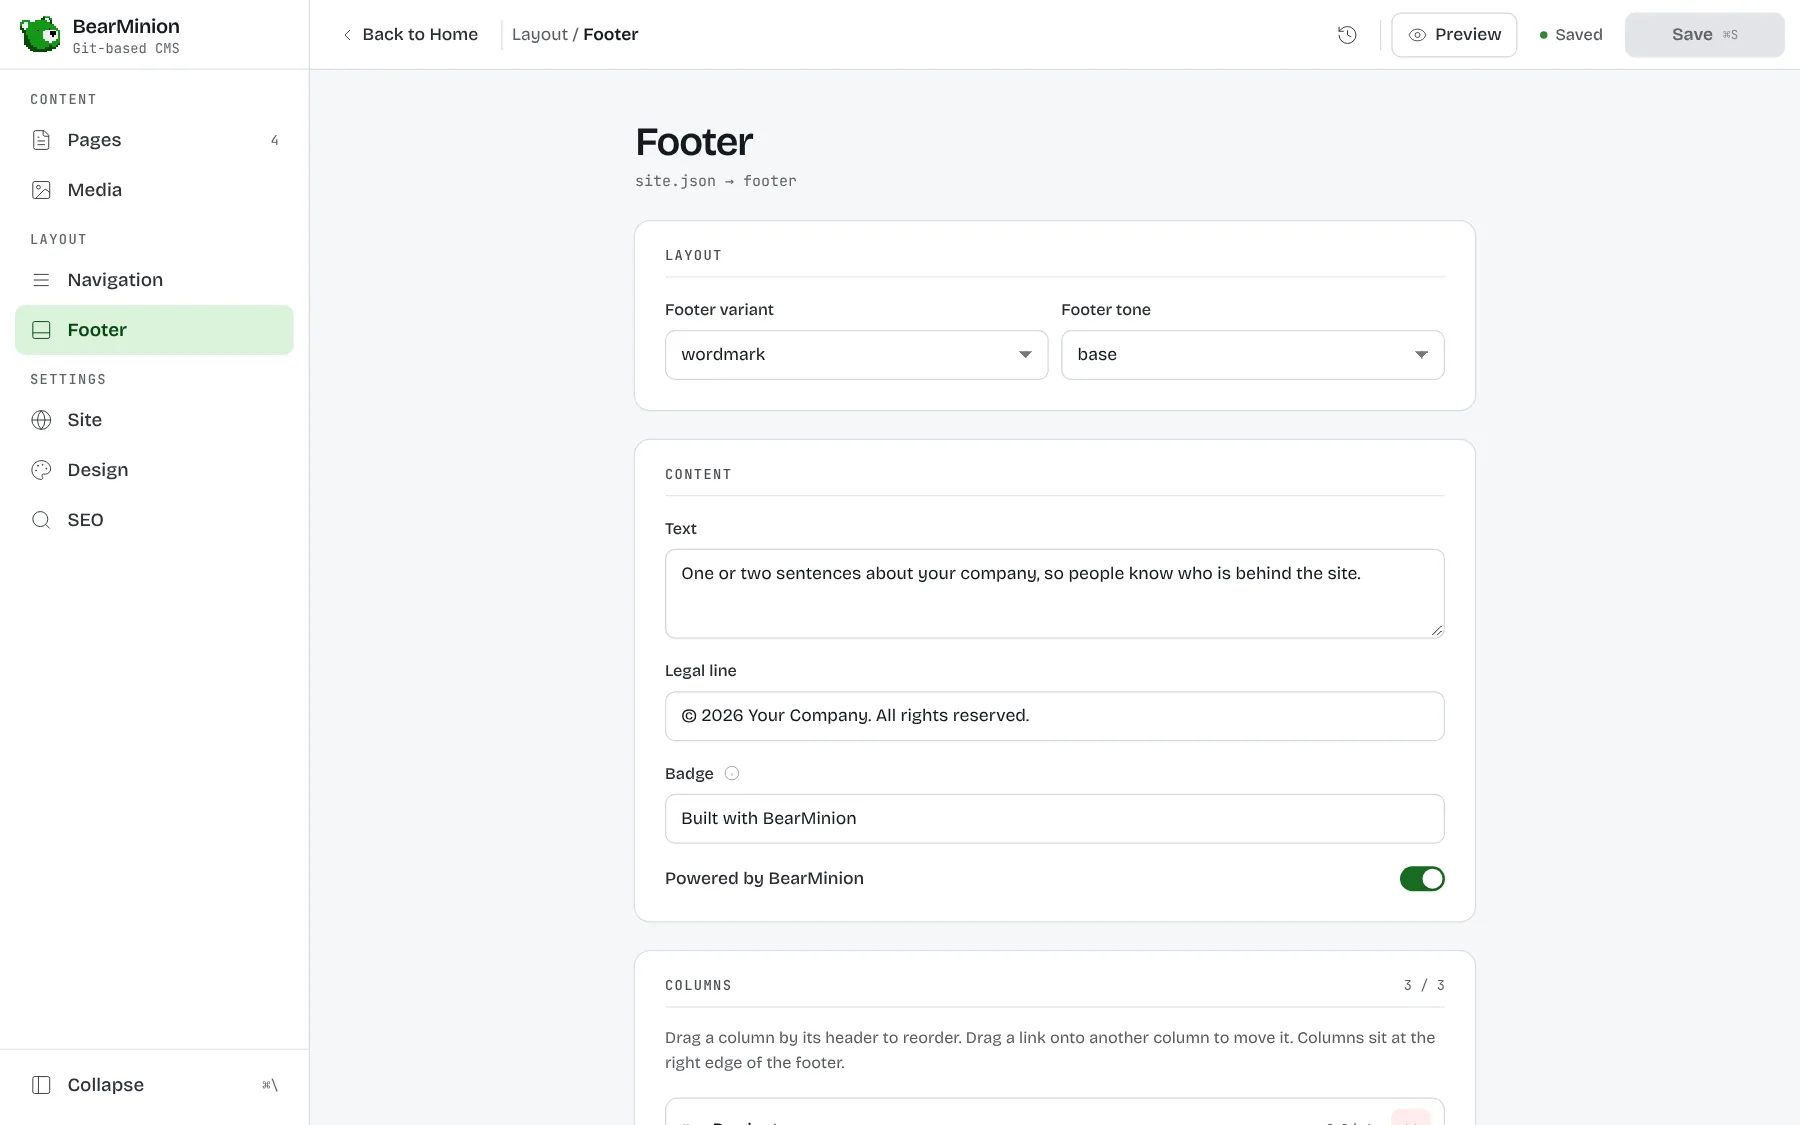 BearMinion
Git-based CMS
Back to Home
Layout / Footer
Preview
Saved
Save ⌘S
CONTENT
Pages 4
Media
LAYOUT
Navigation
Footer
SETTINGS
Site
Design
SEO
Collapse ⌘\
Footer
site.json → footer
LAYOUT
Footer variant
Footer tone
wordmark
base
CONTENT
Text
One or two sentences about your company, so people know who is behind the site.
Legal line
© 2026 Your Company. All rights reserved.
Badge
Built with BearMinion
Powered by BearMinion
COLUMNS 3 / 3
Drag a column by its header to reorder. Drag a link onto another column to move it. Columns sit at the
right edge of the footer.